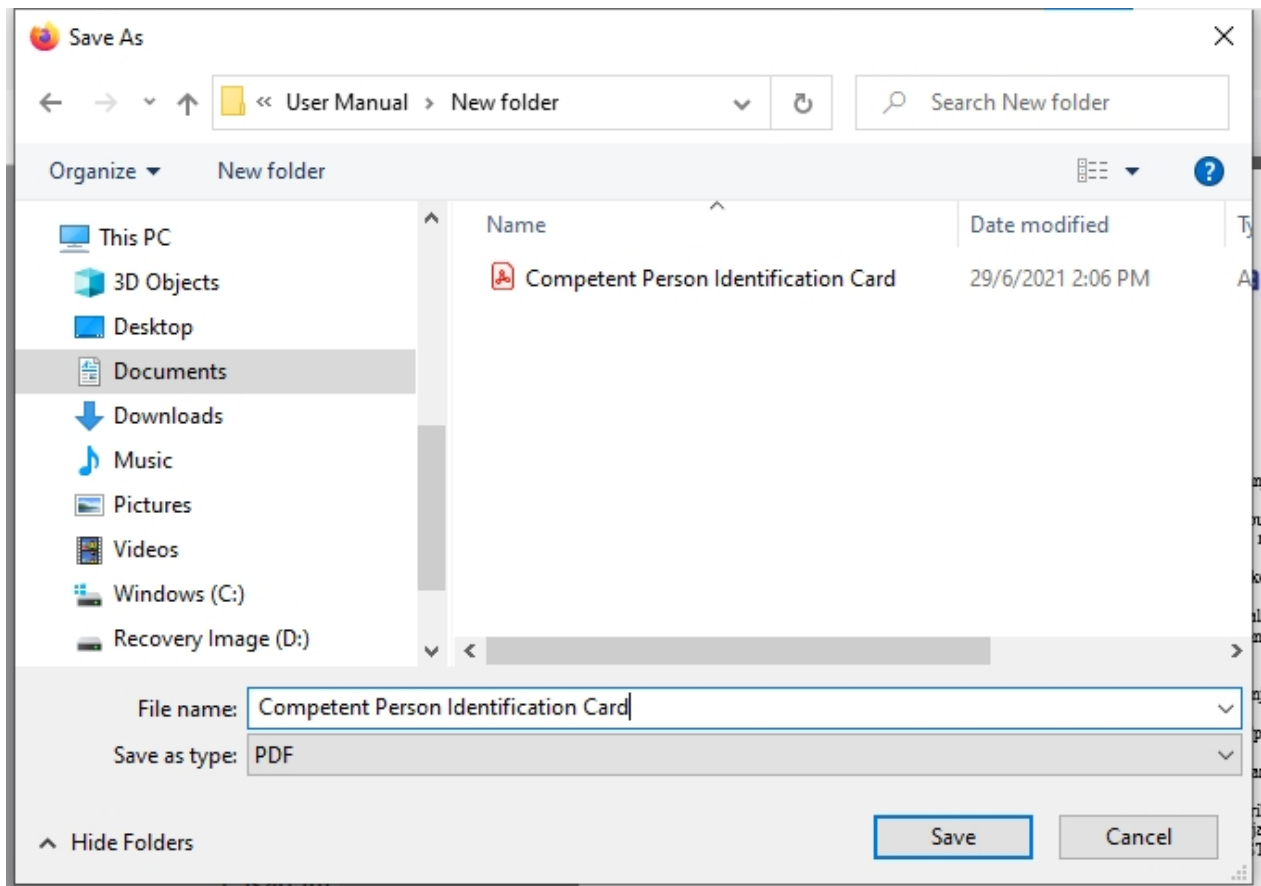 Save As
« User Manual › New folder
Search New folder
Organize
New folder
Name
Date modified
This PC
Competent Person Identification Card
29/6/2021 2:06 PM
3D Objects
Desktop
Documents
Downloads
Music
Pictures
Videos
Windows (C:)
Recovery Image (D:)
File name: Competent Person Identification Card
Save as type: PDF
Hide Folders
Save
Cancel